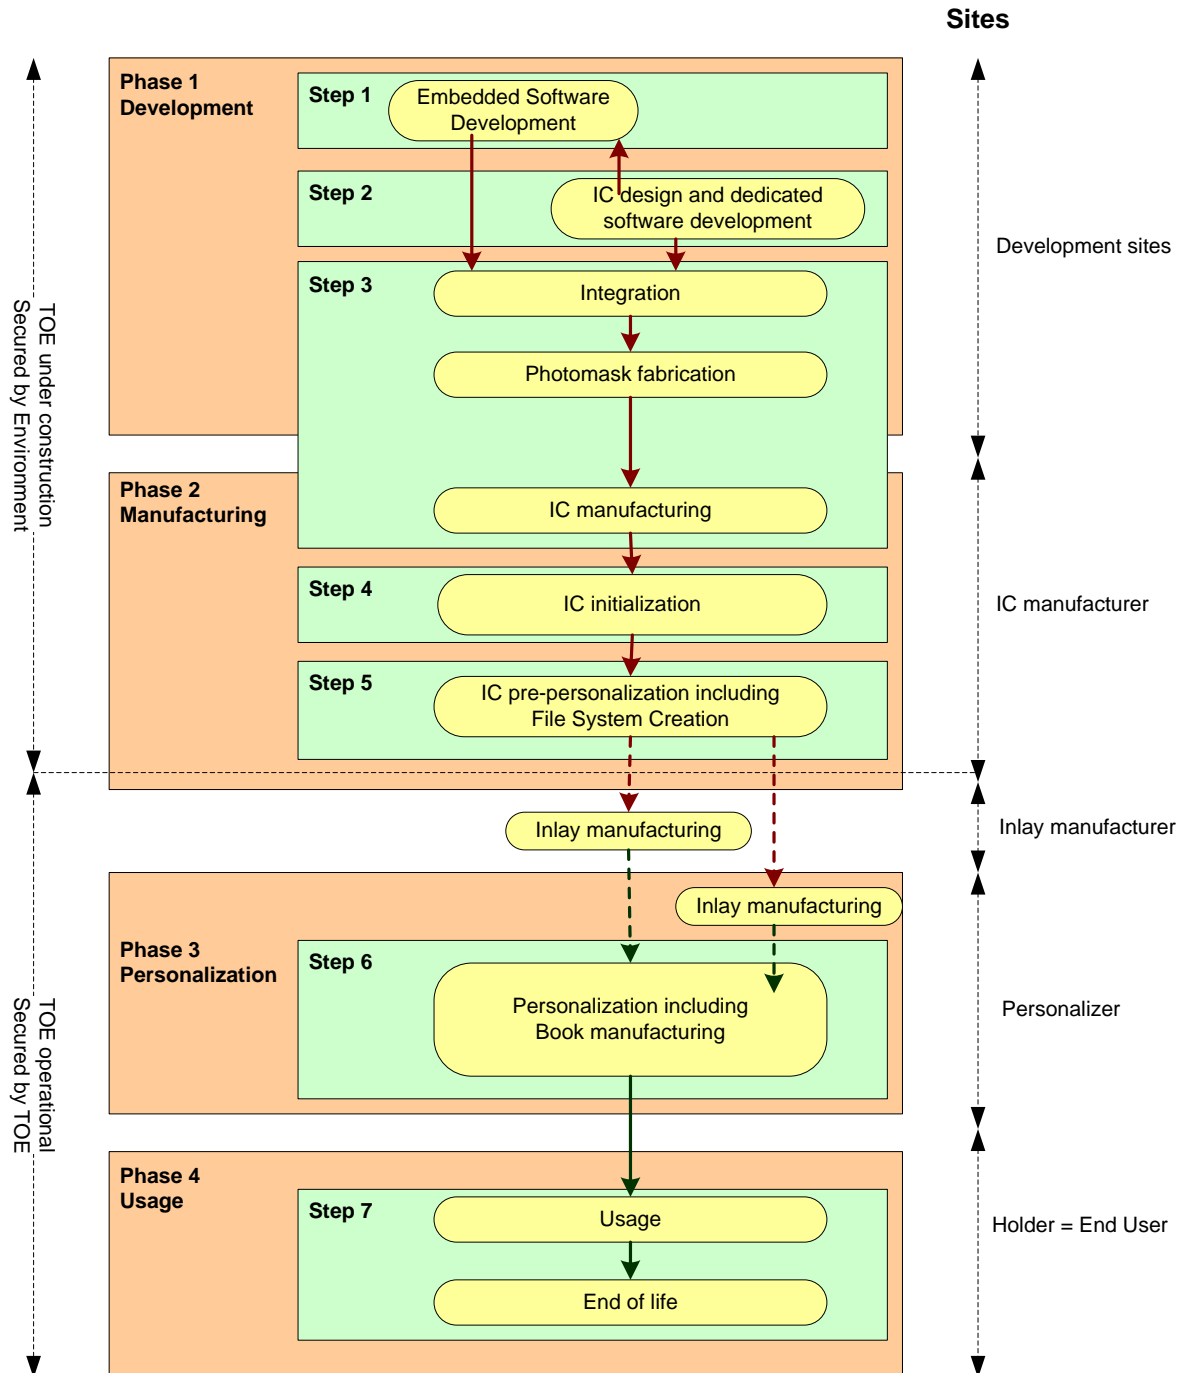 Sites
Phase 1
Development
Step 1
Embedded Software
Development
Step 2
IC design and dedicated
software development
Development sites
Step 3
Integration
TOE under construction
Secured by Environment
Photomask fabrication
Phase 2
Manufacturing
IC manufacturing
Step 4
IC initialization
IC manufacturer
Step 5
IC pre-personalization including
File System Creation
Inlay manufacturing
Inlay manufacturer
Inlay manufacturing
Phase 3
Personalization
Step 6
Personalization including
Book manufacturing
Personalizer
TOE operational
Secured by TOE
Phase 4
Usage
Step 7
Usage
Holder = End User
End of life